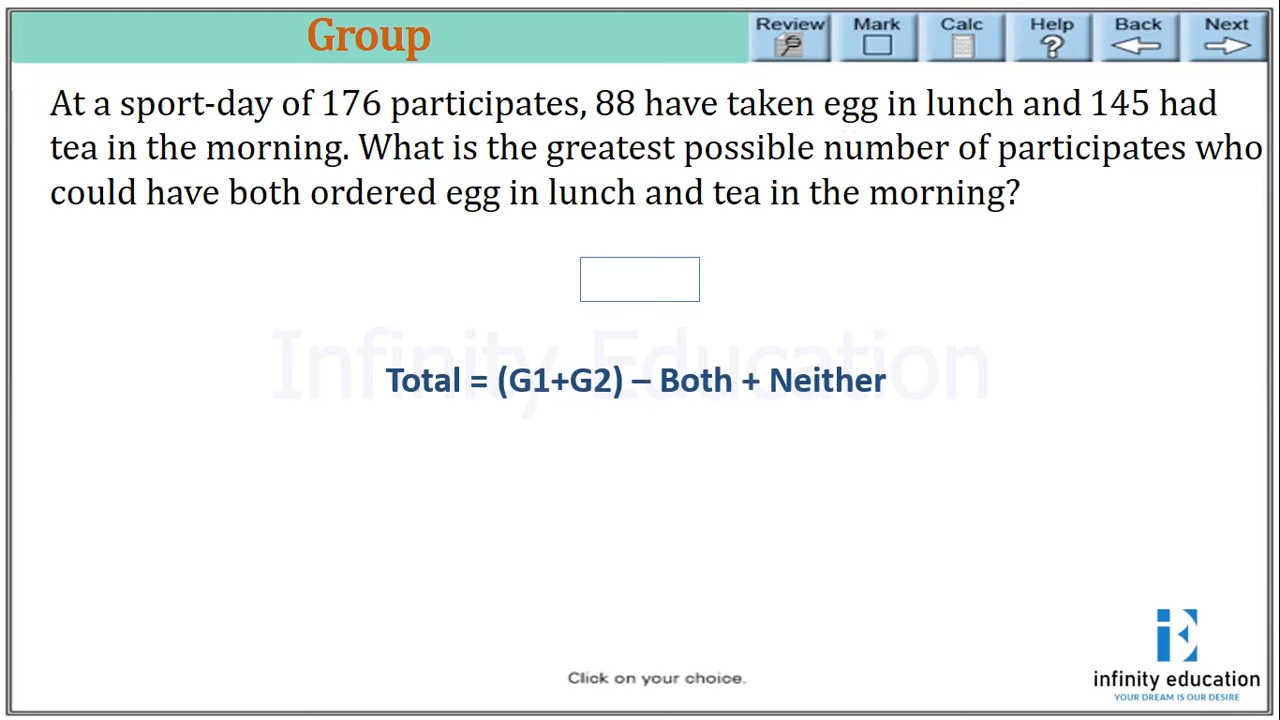 Group
Review Mark Calc Help Back Next
At a sport-day of 176 participates, 88 have taken egg in lunch and 145 had
tea in the morning. What is the greatest possible number of participates who
could have both ordered egg in lunch and tea in the morning?
Infinity Education
Total = (G1+G2) – Both + Neither
Click on your choice.
iE
infinity education
YOUR DREAM IS OUR DESIRE